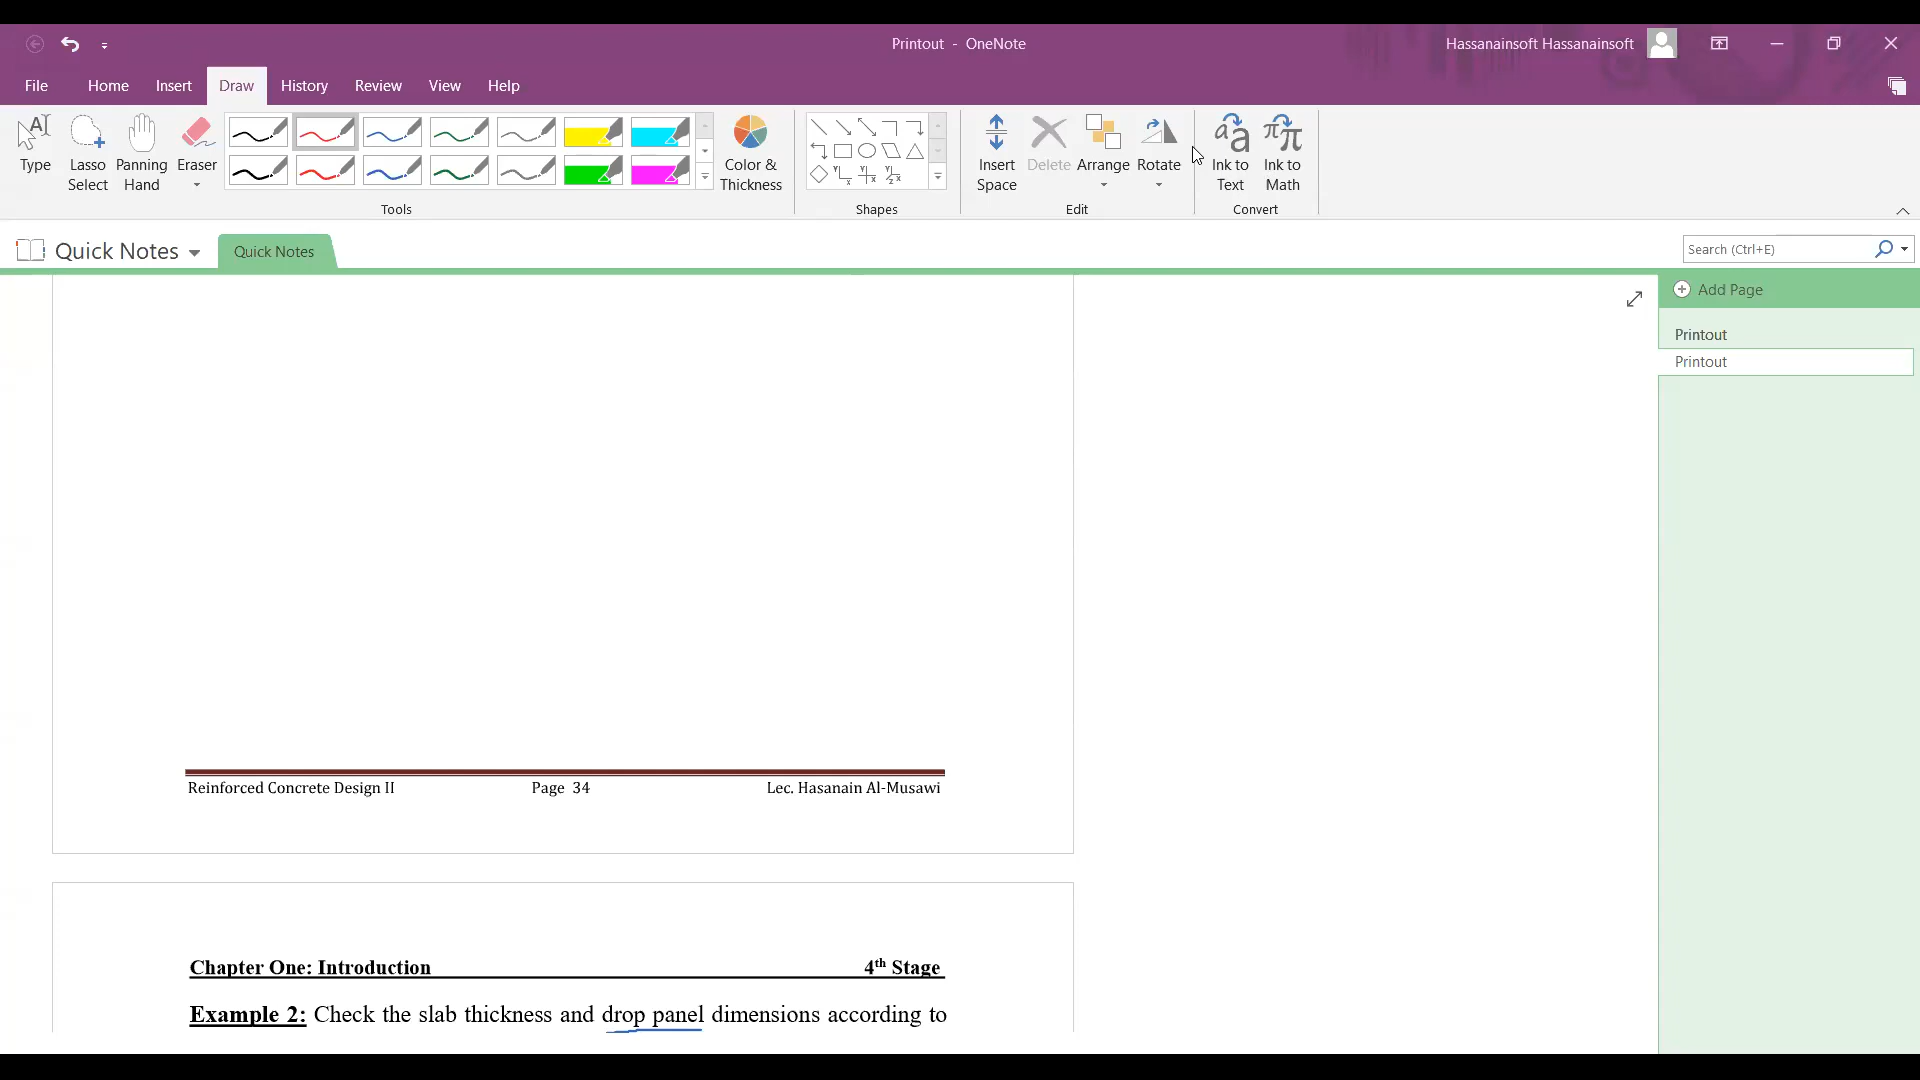 Printout - OneNote
Hassanainsoft Hassanainsoft
File Home Insert Draw History Review View Help
Type
Lasso Select
Panning Hand
Eraser
Color & Thickness
Insert Space
Delete
Arrange
Rotate
Ink to Text
Ink to Math
Tools Shapes Edit Convert
Quick Notes
Quick Notes
Search (Ctrl+E)
Add Page
Printout
Printout
Reinforced Concrete Design II Page 34 Lec. Hasanain Al-Musawi
Chapter One: Introduction 4th Stage
Example 2: Check the slab thickness and drop panel dimensions according to